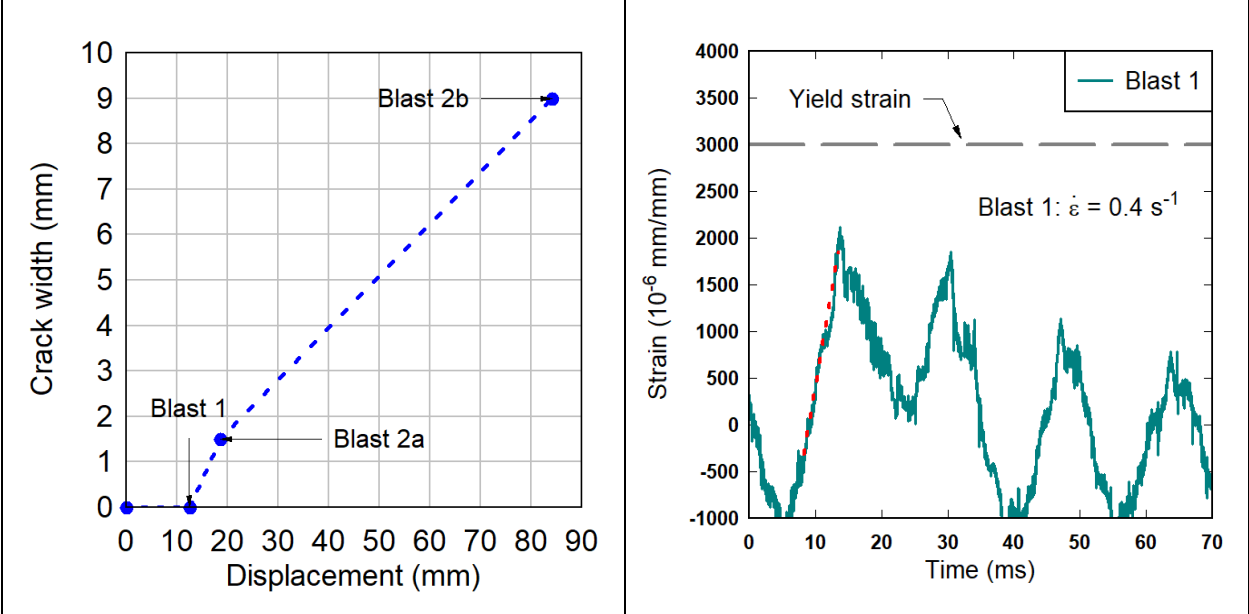 10
9
8
7
6
5
4
3
2
1
0
Crack width (mm)
Blast 2b
Blast 1
Blast 2a
0 10 20 30 40 50 60 70 80 90
Displacement (mm)
4000
3500
3000
2500
2000
1500
1000
500
0
-500
-1000
Strain (10⁻⁶ mm/mm)
Blast 1
Yield strain
Blast 1: ε̇ = 0.4 s⁻¹
0 10 20 30 40 50 60 70
Time (ms)